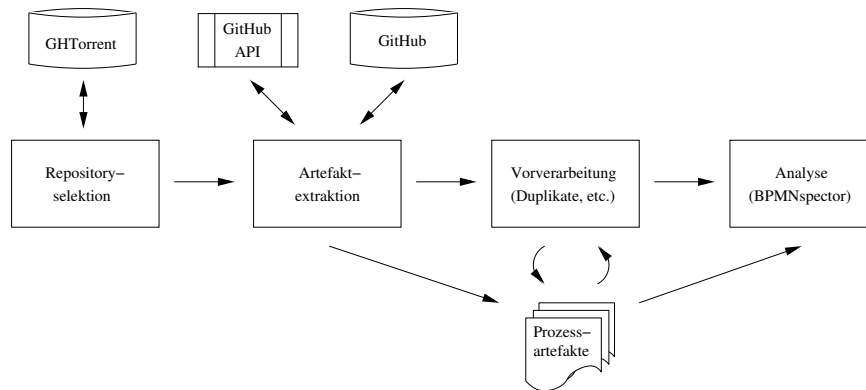 GHTorrent
GitHub
API
GitHub
Repository–
selektion
Artefakt–
extraktion
Vorverarbeitung
(Duplikate, etc.)
Analyse
(BPMNspector)
Prozess–
artefakte